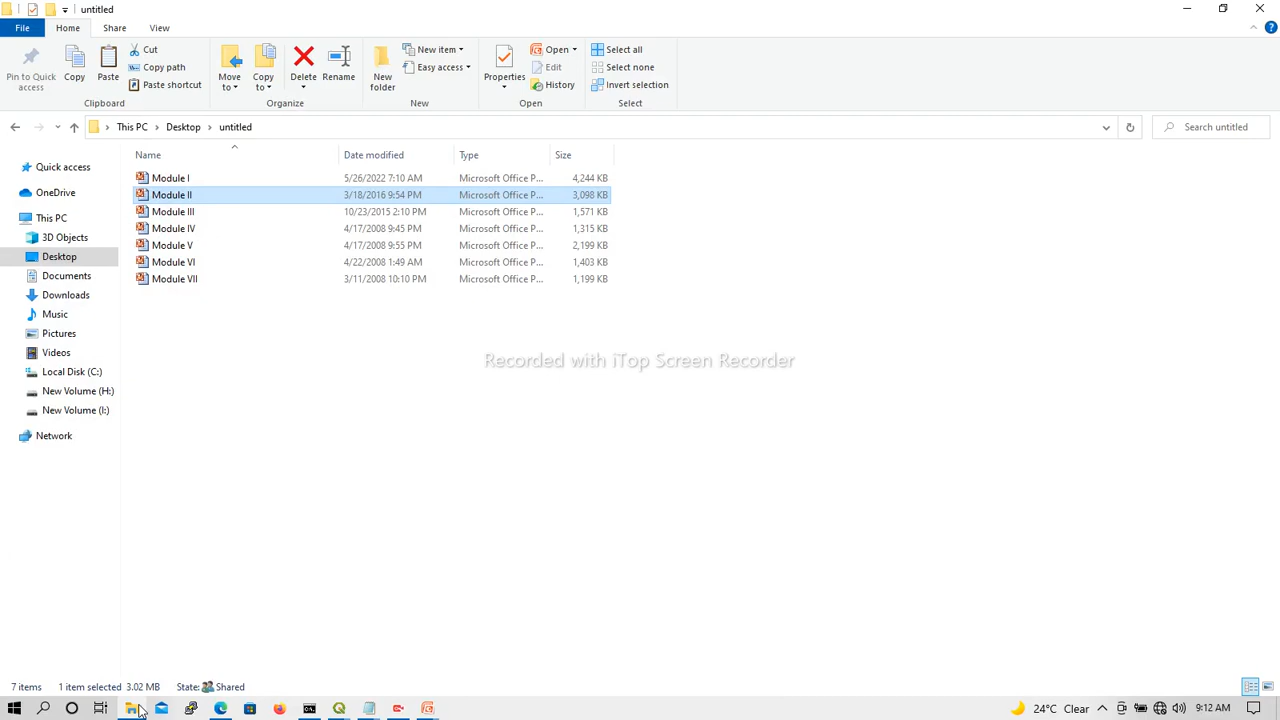 untitled
File Home Share View
Pin to Quick access
Copy
Paste
Cut
Copy path
Paste shortcut
Clipboard
Move to
Copy to
Delete
Rename
Organize
New folder
New item
Easy access
New
Properties
Open
Edit
History
Open
Select all
Select none
Invert selection
Select
This PC Desktop untitled
Search untitled
Name Date modified Type Size
Module I 5/26/2022 7:10 AM Microsoft Office P... 4,244 KB
Module II 3/18/2016 9:54 PM Microsoft Office P... 3,098 KB
Module III 10/23/2015 2:10 PM Microsoft Office P... 1,571 KB
Module IV 4/17/2008 9:45 PM Microsoft Office P... 1,315 KB
Module V 4/17/2008 9:55 PM Microsoft Office P... 2,199 KB
Module VI 4/22/2008 1:49 AM Microsoft Office P... 1,403 KB
Module VII 3/11/2008 10:10 PM Microsoft Office P... 1,199 KB
Quick access
OneDrive
This PC
3D Objects
Desktop
Documents
Downloads
Music
Pictures
Videos
Local Disk (C:)
New Volume (H:)
New Volume (I:)
Network
Recorded with iTop Screen Recorder
7 items 1 item selected 3.02 MB State: Shared
24°C Clear 9:12 AM